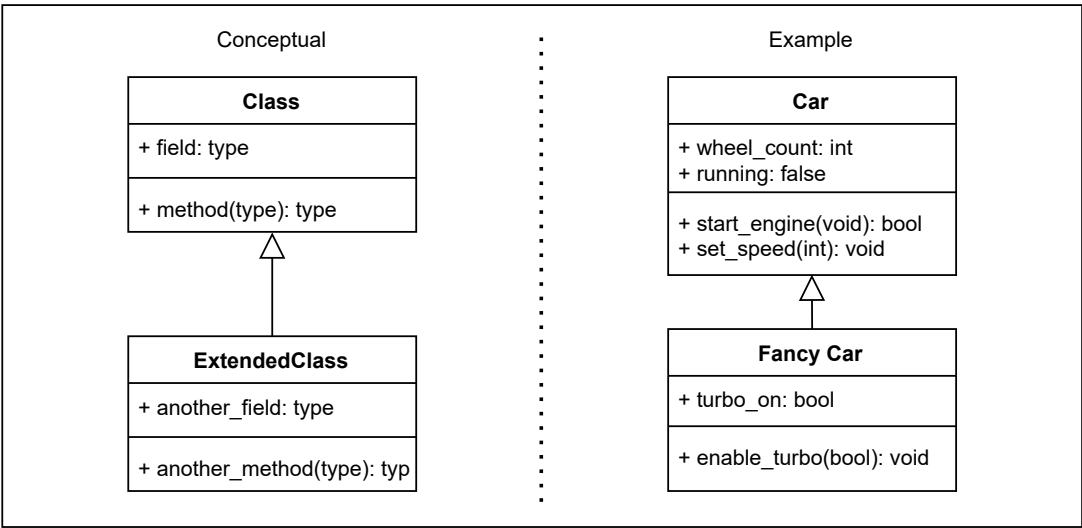 Conceptual
Class
+ field: type
+ method(type): type
ExtendedClass
+ another_field: type
+ another_method(type): typ
Example
Car
+ wheel_count: int
+ running: false
+ start_engine(void): bool
+ set_speed(int): void
Fancy Car
+ turbo_on: bool
+ enable_turbo(bool): void